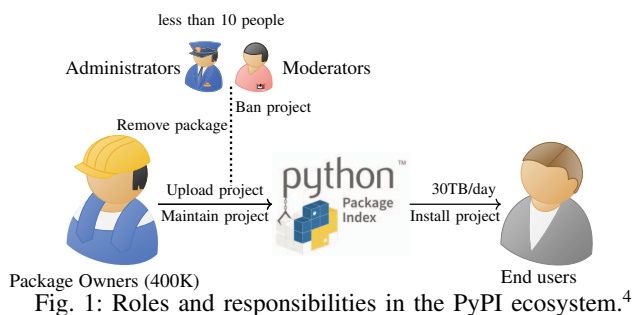 less than 10 people
Administrators
Moderators
Ban project
Remove package
Upload project
Maintain project
python™
Package
Index
30TB/day
Install project
Package Owners (400K)
End users
Fig. 1: Roles and responsibilities in the PyPI ecosystem.4